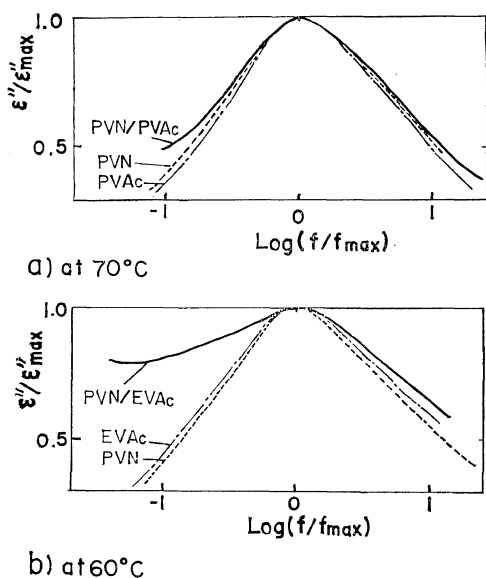 ε"/ε"max
1.0
0.5
PVN/PVAc
PVN
PVAc
-1
0
1
Log(f/fmax)
a) at 70°C
ε"/ε"max
1.0
0.5
PVN/EVAc
EVAc
PVN
-1
0
1
Log(f/fmax)
b) at 60°C